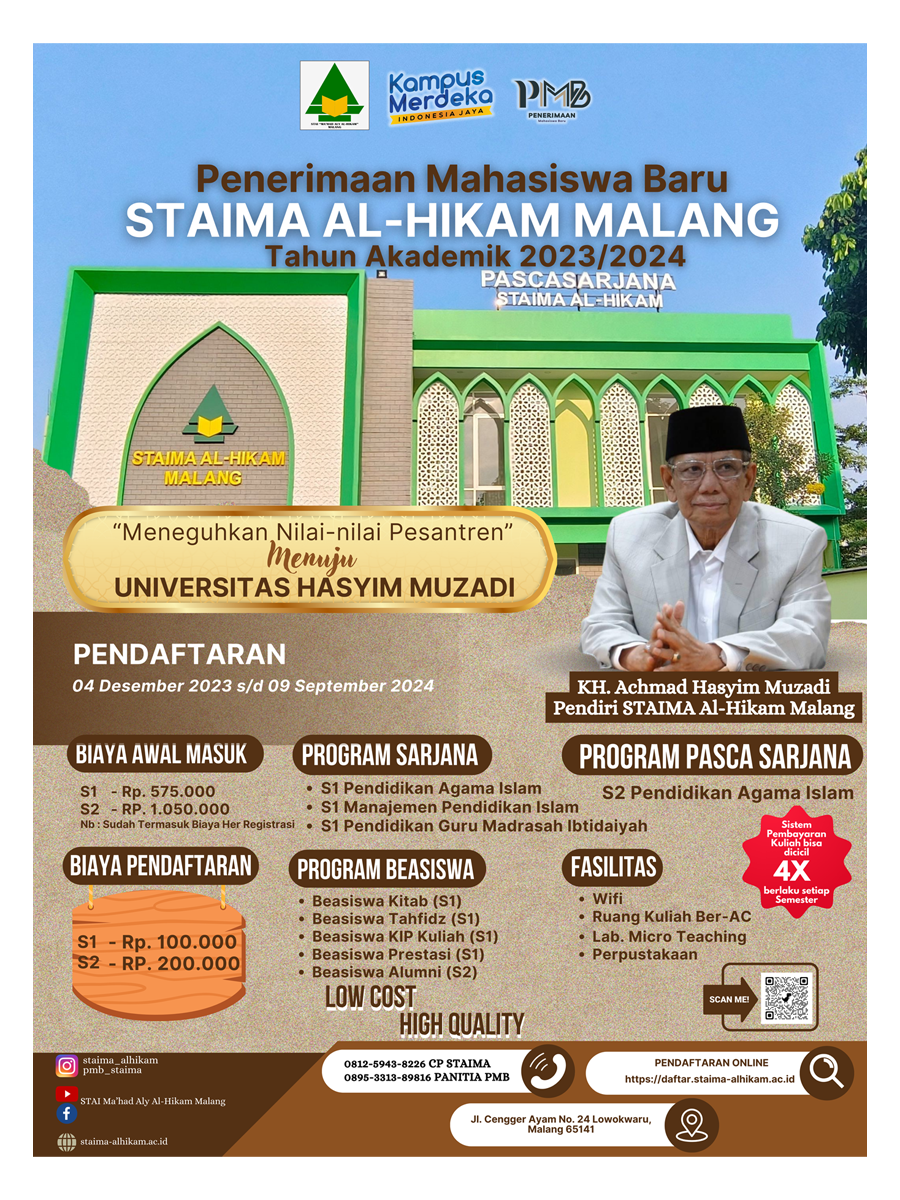 STAI "MA'HAD ALY AL-HIKAM"
MALANG
Kampus
Merdeka
INDONESIA JAYA
PMB
PENERIMAAN
Mahasiswa Baru
Penerimaan Mahasiswa Baru
STAIMA AL-HIKAM MALANG
Tahun Akademik 2023/2024
PASCASARJANA
STAIMA AL-HIKAM
STAIMA AL-HIKAM
MALANG
“Meneguhkan Nilai-nilai Pesantren”
Menuju
UNIVERSITAS HASYIM MUZADI
PENDAFTARAN
04 Desember 2023 s/d 09 September 2024
KH. Achmad Hasyim Muzadi
Pendiri STAIMA Al-Hikam Malang
BIAYA AWAL MASUK
S1 - Rp. 575.000
S2 - RP. 1.050.000
Nb : Sudah Termasuk Biaya Her Registrasi
PROGRAM SARJANA
• S1 Pendidikan Agama Islam
• S1 Manajemen Pendidikan Islam
• S1 Pendidikan Guru Madrasah Ibtidaiyah
PROGRAM PASCA SARJANA
S2 Pendidikan Agama Islam
Sistem
Pembayaran
Kuliah bisa
dicicil
4X
berlaku setiap
Semester
BIAYA PENDAFTARAN
S1 - Rp. 100.000
S2 - RP. 200.000
PROGRAM BEASISWA
• Beasiswa Kitab (S1)
• Beasiswa Tahfidz (S1)
• Beasiswa KIP Kuliah (S1)
• Beasiswa Prestasi (S1)
• Beasiswa Alumni (S2)
FASILITAS
• Wifi
• Ruang Kuliah Ber-AC
• Lab. Micro Teaching
• Perpustakaan
LOW COST
HIGH QUALITY
SCAN ME!
staima_alhikam
pmb_staima
STAI Ma'had Aly Al-Hikam Malang
staima-alhikam.ac.id
0812-5943-8226 CP STAIMA
0895-3313-89816 PANITIA PMB
PENDAFTARAN ONLINE
https://daftar.staima-alhikam.ac.id
Jl. Cengger Ayam No. 24 Lowokwaru,
Malang 65141